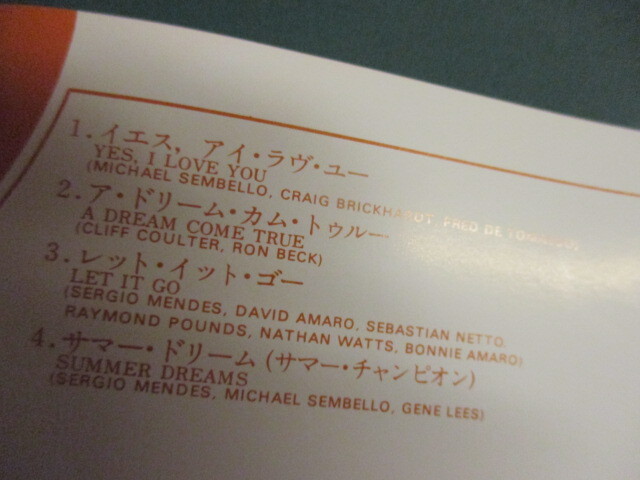 1. イエス, アイ・ラヴ・ユー
YES, I LOVE YOU
(MICHAEL SEMBELLO, CRAIG BRICKHARDT, FRED DE
2. ア・ドリーム・カム・トゥルー
A DREAM COME TRUE
(CLIFF COULTER, RON BECK)
3. レット・イット・ゴー
LET IT GO
(SERGIO MENDES, DAVID AMARO, SEBASTIAN NETTO,
RAYMOND POUNDS, NATHAN WATTS, BONNIE AMARO)
4. サマー・ドリーム (サマー・チャンピオン)
SUMMER DREAMS
(SERGIO MENDES, MICHAEL SEMBELLO, GENE LEES)